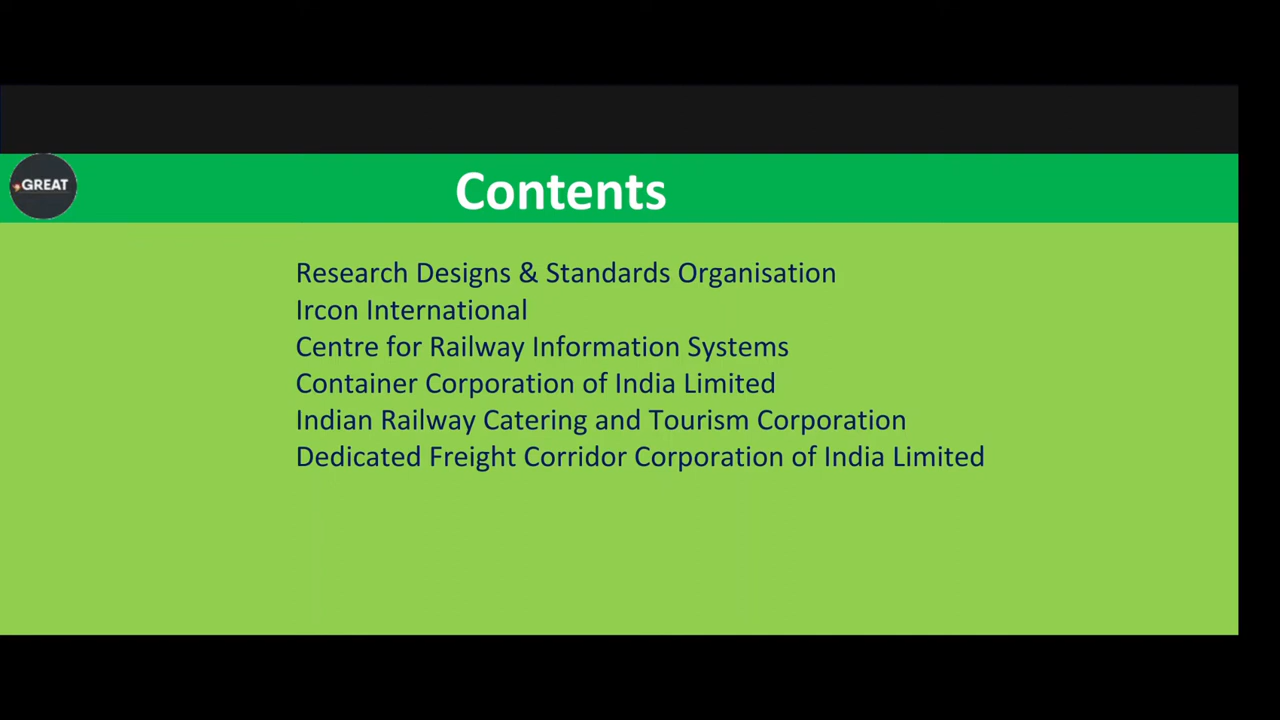 GREAT
Contents
Research Designs & Standards Organisation
Ircon International
Centre for Railway Information Systems
Container Corporation of India Limited
Indian Railway Catering and Tourism Corporation
Dedicated Freight Corridor Corporation of India Limited